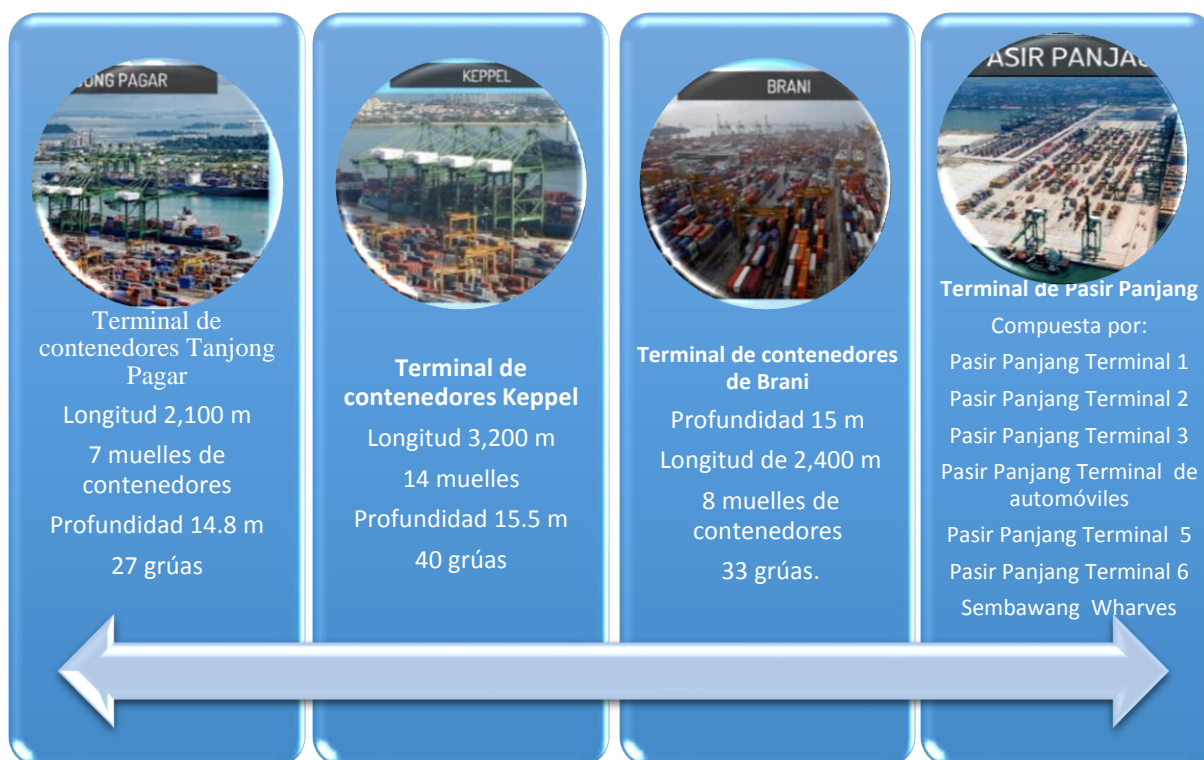 PAGAR
Terminal de
contenedores Tanjong
Pagar
Longitud 2,100 m
7 muelles de
contenedores
Profundidad 14.8 m
27 grúas
KEPPEL
Terminal de
contenedores Keppel
Longitud 3,200 m
14 muelles
Profundidad 15.5 m
40 grúas
BRANI
Terminal de contenedores
de Brani
Profundidad 15 m
Longitud de 2,400 m
8 muelles de
contenedores
33 grúas.
ASIR PANJA
Terminal de Pasir Panjang
Compuesta por:
Pasir Panjang Terminal 1
Pasir Panjang Terminal 2
Pasir Panjang Terminal 3
Pasir Panjang Terminal de
automóviles
Pasir Panjang Terminal 5
Pasir Panjang Terminal 6
Sembawang Wharves